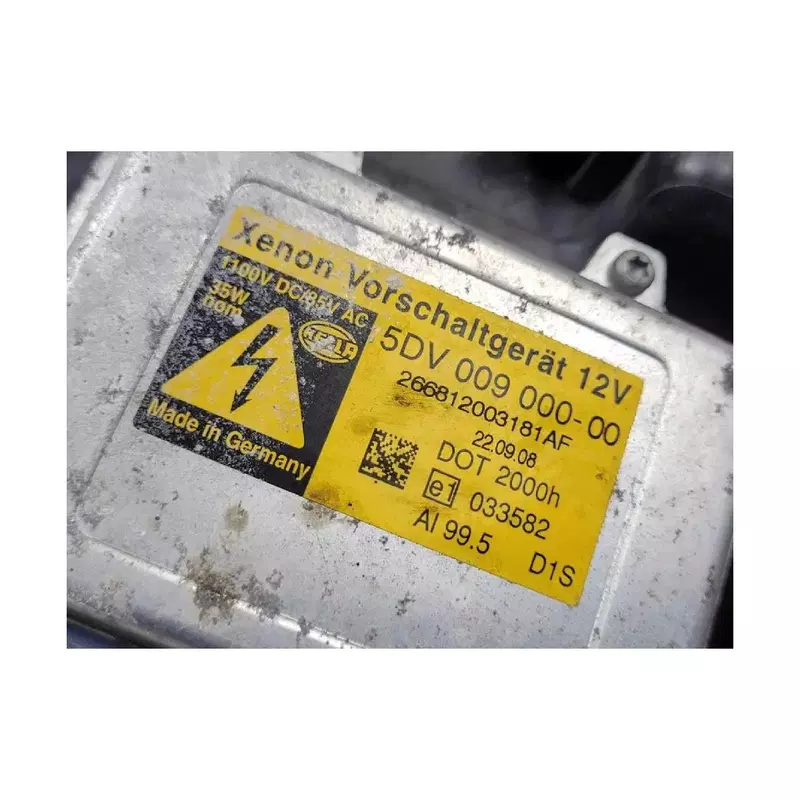 Xenon Vorschaltgerät 12V
1100V DC/85V AC
35W
nom
HELLA
Made in Germany
5DV 009 000-00
266812003181AF
22.09.08
DOT 2000h
e1 033582
Al 99.5 D1S